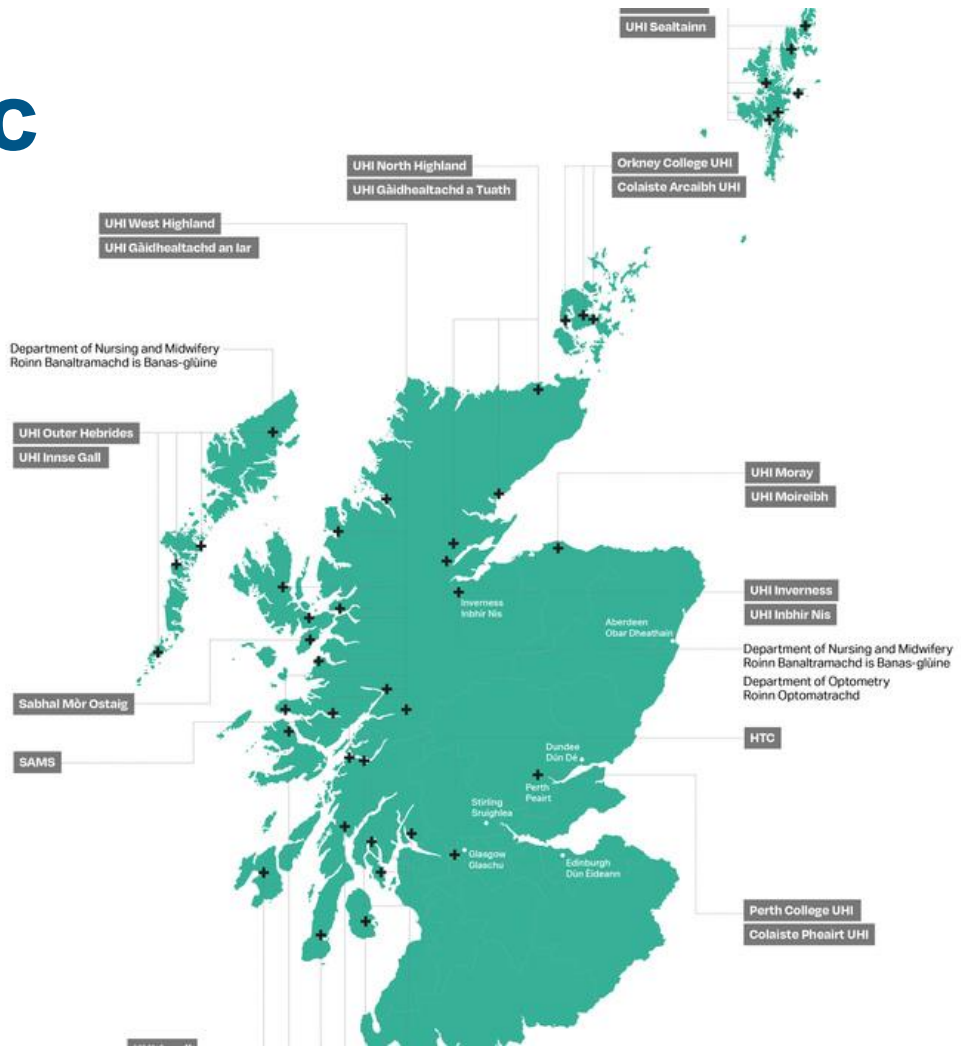 c
UHI Sealtainn
UHI North Highland
UHI Gàidhealtachd a Tuath
Orkney College UHI
Colaiste Arcaibh UHI
UHI West Highland
UHI Gàidhealtachd an Iar
Department of Nursing and Midwifery
Roinn Banaltramachd is Banas-glùine
UHI Outer Hebrides
UHI Innse Gall
UHI Moray
UHI Moireibh
UHI Inverness
UHI Inbhir Nis
Inverness
Inbhir Nis
Aberdeen
Obar Dheathain
Department of Nursing and Midwifery
Roinn Banaltramachd is Banas-glùine
Department of Optometry
Roinn Optomatrachd
Sabhal Mòr Ostaig
SAMS
HTC
Dundee
Dùn Dé
Perth
Peairt
Stirling
Sruighlea
Glasgow
Glaschu
Edinburgh
Dùn Èideann
Perth College UHI
Colaiste Pheairt UHI